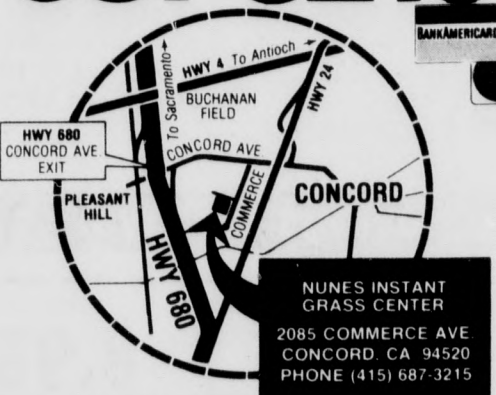 BANKAMERICARD
HWY 4 To Antioch
To Sacramento
HWY 24
BUCHANAN
FIELD
HWY 680
CONCORD AVE.
EXIT
CONCORD AVE.
PLEASANT
HILL
COMMERCE
CONCORD
HWY 680
NUNES INSTANT
GRASS CENTER
2085 COMMERCE AVE.
CONCORD, CA 94520
PHONE (415) 687-3215